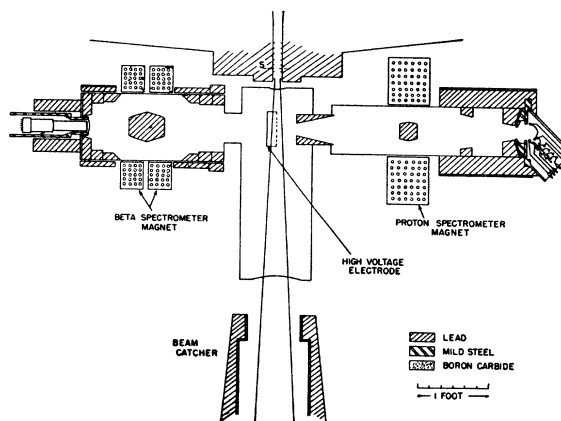 S
BETA SPECTROMETER
MAGNET
HIGH VOLTAGE
ELECTRODE
PROTON SPECTROMETER
MAGNET
BEAM
CATCHER
LEAD
MILD STEEL
BORON CARBIDE
1 FOOT